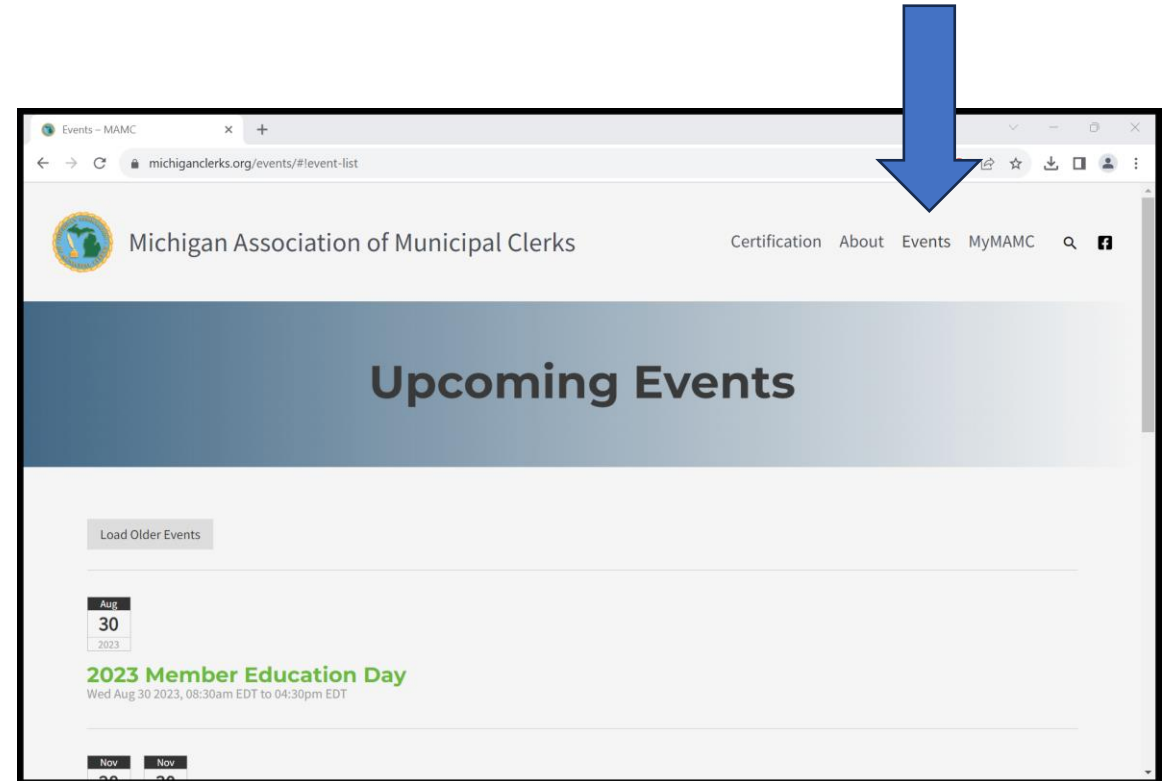 Events – MAMC
michiganclerks.org/events/#!event-list
Michigan Association of Municipal Clerks
Certification About Events MyMAMC
Upcoming Events
Load Older Events
Aug
30
2023
2023 Member Education Day
Wed Aug 30 2023, 08:30am EDT to 04:30pm EDT
Nov Nov